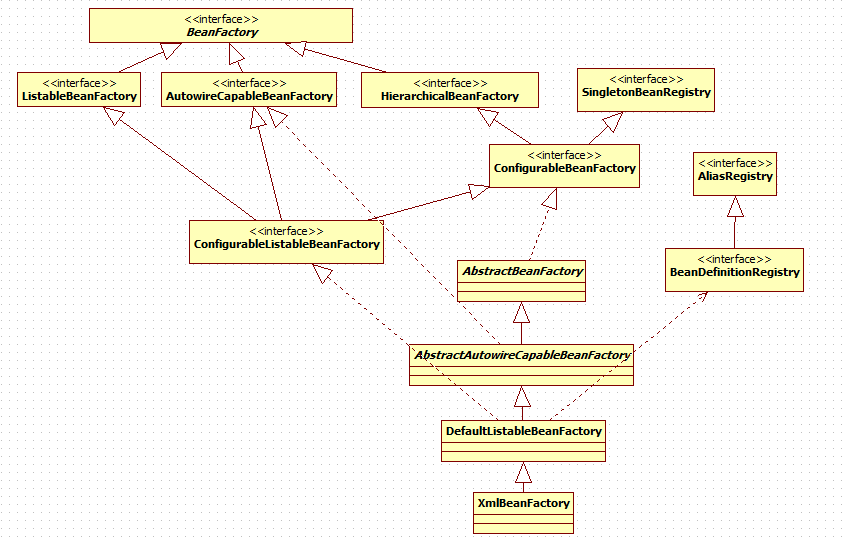 <<interface>>
BeanFactory
<<interface>>
ListableBeanFactory
<<interface>>
AutowireCapableBeanFactory
<<interface>>
HierarchicalBeanFactory
<<interface>>
SingletonBeanRegistry
<<interface>>
ConfigurableBeanFactory
<<interface>>
AliasRegistry
<<interface>>
ConfigurableListableBeanFactory
<<interface>>
BeanDefinitionRegistry
AbstractBeanFactory
AbstractAutowireCapableBeanFactory
DefaultListableBeanFactory
XmlBeanFactory